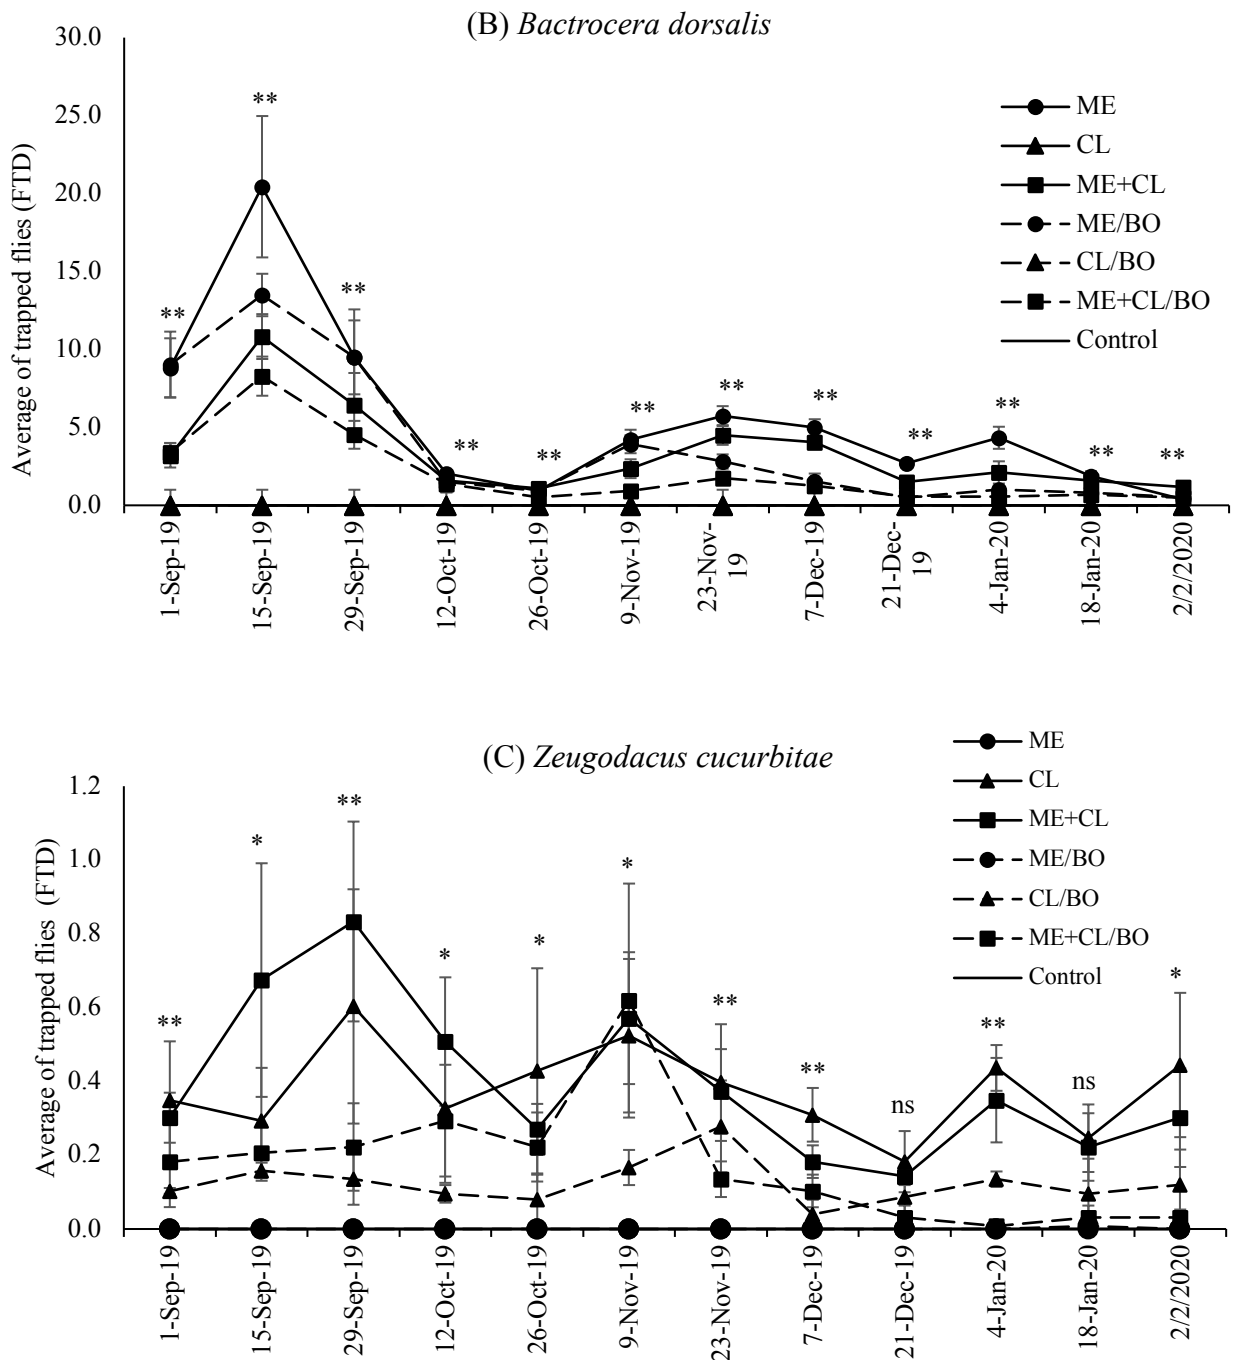 (B) Bactrocera dorsalis
Average of trapped flies (FTD)
30.0
25.0
20.0
15.0
10.0
5.0
0.0
**
**
**
**
**
**
**
**
**
**
**
**
ME
CL
ME+CL
ME/BO
CL/BO
ME+CL/BO
Control
1-Sep-19
15-Sep-19
29-Sep-19
12-Oct-19
26-Oct-19
9-Nov-19
23-Nov-
19
7-Dec-19
21-Dec-
19
4-Jan-20
18-Jan-20
2/2/2020
(C) Zeugodacus cucurbitae
Average of trapped flies (FTD)
1.2
1.0
0.8
0.6
0.4
0.2
0.0
**
*
**
*
*
*
**
**
ns
**
ns
*
ME
CL
ME+CL
ME/BO
CL/BO
ME+CL/BO
Control
1-Sep-19
15-Sep-19
29-Sep-19
12-Oct-19
26-Oct-19
9-Nov-19
23-Nov-19
7-Dec-19
21-Dec-19
4-Jan-20
18-Jan-20
2/2/2020